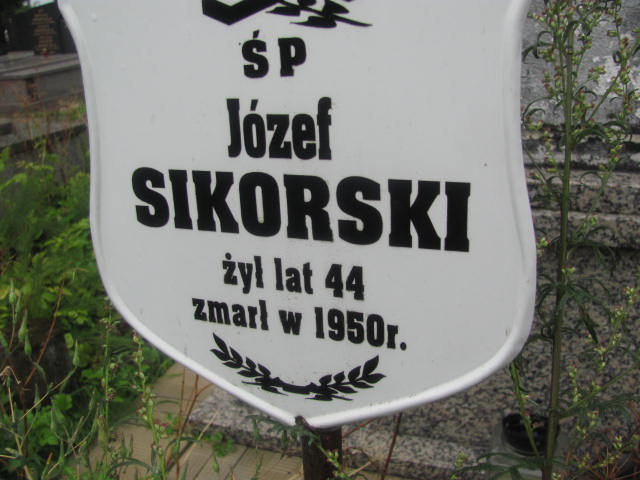 ŚP
Józef
SIKORSKI
żył lat 44
zmarł w 1950r.